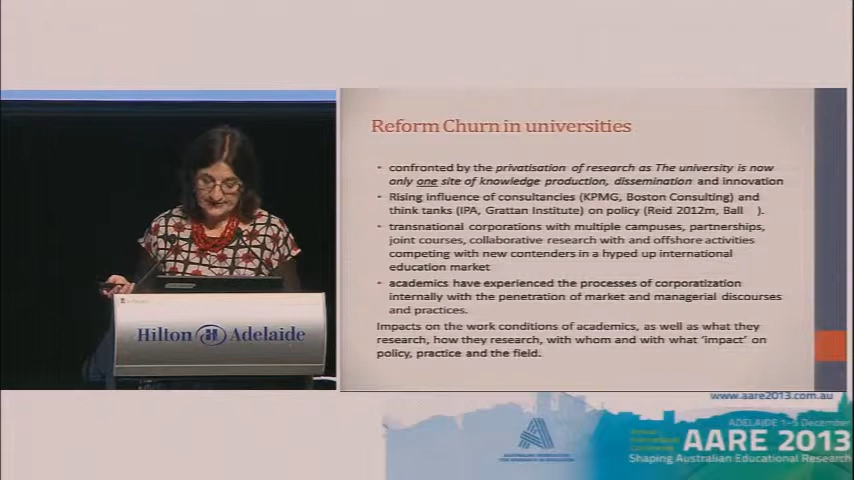 Reform Churn in universities
- confronted by the privatisation of research as The university is now
only one site of knowledge production, dissemination and innovation
- Rising influence of consultancies (KPMG, Boston Consulting) and
think tanks (IPA, Grattan Institute) on policy (Reid 2012m, Ball ).
- transnational corporations with multiple campuses, partnerships,
joint courses, collaborative research with and offshore activities
competing with new contenders in a hyped up international
education market
- academics have experienced the processes of corporatization
internally with the penetration of market and managerial discourses
and practices.
Impacts on the work conditions of academics, as well as what they
research, how they research, with whom and with what 'impact' on
policy, practice and the field.
Hilton H Adelaide
www.aare2013.com.au
ADELAIDE 1-5 December
AARE 2013
Shaping Australian Educational Research